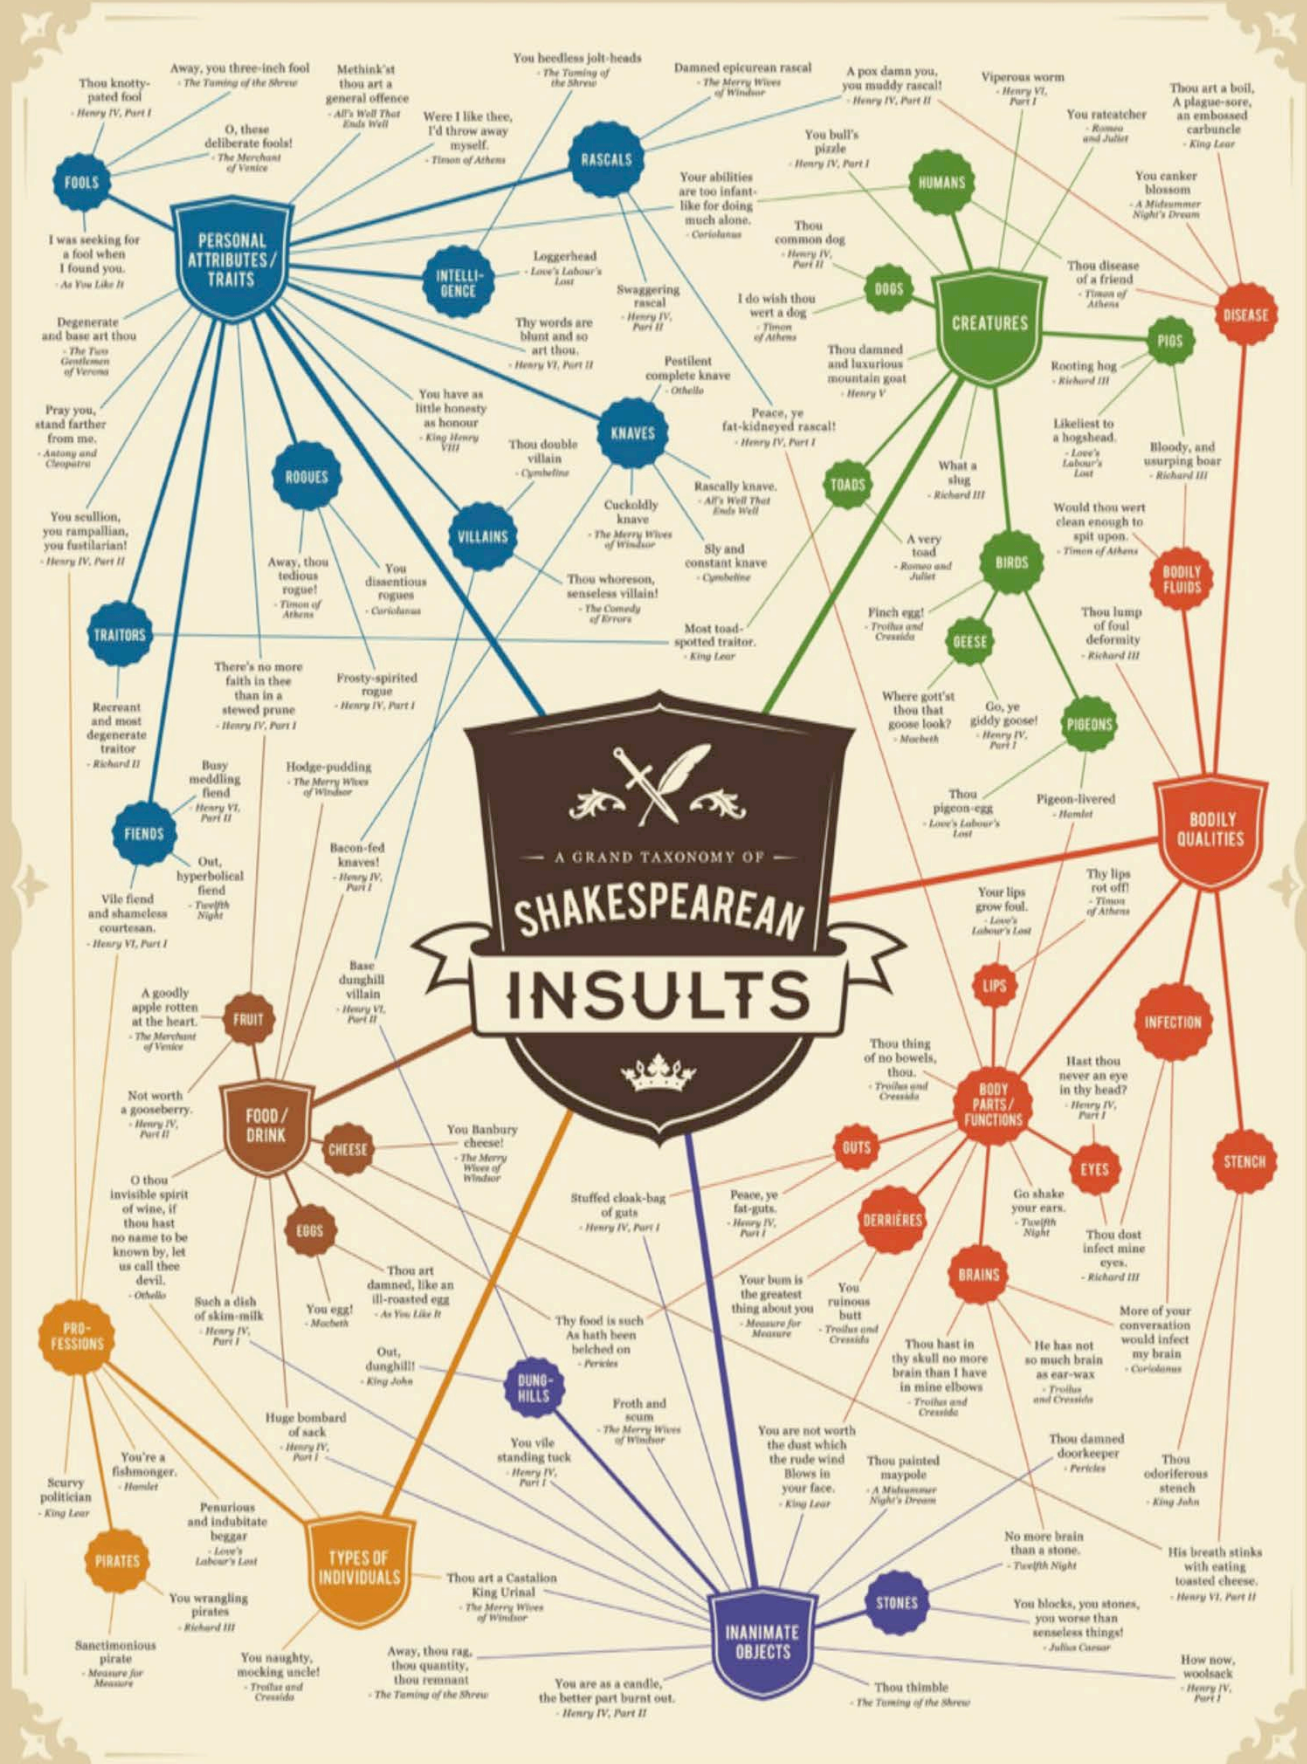 Thou knotty-
pated fool
- Henry IV, Part I
Away, you three-inch fool
- The Taming of the Shrew
Methink'st
thou art a
general offence
- All's Well That
Ends Well
You heedless jolt-heads
- The Taming of
the Shrew
Damned epicurean rascal
- The Merry Wives
of Windsor
A pox damn you,
you muddy rascal!
- Henry IV, Part II
Viperous worm
- Henry VI,
Part I
Thou art a boil,
A plague-sore,
an embossed
carbuncle
- King Lear
O, these
deliberate fools!
- The Merchant
of Venice
Were I like thee,
I'd throw away
myself.
- Timon of Athens
You bull's
pizzle
- Henry IV, Part I
You ratcatcher
- Romeo
and Juliet
FOOLS
RASCALS
HUMANS
Your abilities
are too infant-
like for doing
much alone.
- Coriolanus
You canker
blossom
- A Midsummer
Night's Dream
PERSONAL
ATTRIBUTES/
TRAITS
I was seeking for
a fool when
I found you.
- As You Like It
INTELLI-
GENCE
Loggerhead
- Love's Labour's
Lost
Thou
common dog
- Henry IV,
Part II
DOGS
Thou disease
of a friend
- Timon of
Athens
DISEASE
Swaggering
rascal
- Henry IV,
Part II
I do wish thou
wert a dog
- Timon
of Athens
CREATURES
PIGS
Degenerate
and base art thou
- The Two
Gentlemen
of Verona
Thy words are
blunt and so
art thou.
- Henry VI, Part II
Thou damned
and luxurious
mountain goat
- Henry V
Rooting hog
- Richard III
Pestilent
complete knave
- Othello
Pray you,
stand farther
from me.
- Antony and
Cleopatra
You have as
little honesty
as honour
- King Henry
VIII
KNAVES
Peace, ye
fat-kidneyed rascal!
- Henry IV, Part I
Likeliest to
a hogshead.
- Love's
Labour's
Lost
Bloody, and
usurping boar
- Richard III
Thou double
villain
- Cymbeline
ROGUES
What a
slug
- Richard III
TOADS
Rascally knave.
- All's Well That
Ends Well
You scullion,
you rampallian,
you fustilarian!
- Henry IV, Part II
VILLAINS
Cuckoldly
knave
- The Merry Wives
of Windsor
Would thou wert
clean enough to
spit upon.
- Timon of Athens
Away, thou
tedious
rogue!
- Timon of
Athens
You
dissentious
rogues
- Coriolanus
Sly and
constant knave
- Cymbeline
A very
toad
- Romeo and
Juliet
BIRDS
BODILY
FLUIDS
Thou whoreson,
senseless villain!
- The Comedy
of Errors
Finch egg!
- Troilus and
Cressida
GEESE
Thou lump
of foul
deformity
- Richard III
TRAITORS
Most toad-
spotted traitor.
- King Lear
There's no more
faith in thee
than in a
stewed prune
- Henry IV, Part I
Frosty-spirited
rogue
- Henry IV, Part I
Where gott'st
thou that
goose look?
- Macbeth
Go, ye
giddy goose!
- Henry IV,
Part I
PIGEONS
Recreant
and most
degenerate
traitor
- Richard II
Busy
meddling
fiend
- Henry VI,
Part II
Hodge-pudding
- The Merry Wives
of Windsor
Thou
pigeon-egg
- Love's Labour's
Lost
Pigeon-livered
- Hamlet
BODILY
QUALITIES
FIENDS
Out,
hyperbolical
fiend
- Twelfth
Night
Bacon-fed
knaves!
- Henry IV,
Part I
A GRAND TAXONOMY OF
SHAKESPEAREAN
INSULTS
Vile fiend
and shameless
courtesan.
- Henry VI, Part I
Your lips
grow foul.
- Love's
Labour's Lost
Thy lips
rot off!
- Timon
of Athens
LIPS
INFECTION
A goodly
apple rotten
at the heart.
- The Merchant
of Venice
FRUIT
Base
dunghill
villain
- Henry VI,
Part II
Thou thing
of no bowels,
thou.
- Troilus and
Cressida
Hast thou
never an eye
in thy head?
- Henry IV,
Part I
BODY
PARTS/
FUNCTIONS
Not worth
a gooseberry.
- Henry IV,
Part II
FOOD/
DRINK
CHEESE
You Banbury
cheese!
- The Merry
Wives of
Windsor
GUTS
EYES
STENCH
O thou
invisible spirit
of wine, if
thou hast
no name to be
known by, let
us call thee
devil.
- Othello
EGGS
Stuffed cloak-bag
of guts
- Henry IV, Part I
Peace, ye
fat-guts.
- Henry IV,
Part I
DERRIÈRES
Go shake
your ears.
- Twelfth
Night
Thou dost
infect mine
eyes.
- Richard III
Thou art
damned, like an
ill-roasted egg
- As You Like It
BRAINS
Such a dish
of skim-milk
- Henry IV,
Part I
You egg!
- Macbeth
Your bum is
the greatest
thing about you
- Measure for
Measure
You
ruinous
butt
- Troilus and
Cressida
More of your
conversation
would infect
my brain
- Coriolanus
PRO-
FESSIONS
Thy food is such
As hath been
belched on
- Pericles
Out,
dunghill!
- King John
DUNG-
HILLS
Thou hast in
thy skull no more
brain than I have
in mine elbows
- Troilus and
Cressida
He has not
so much brain
as ear-wax
- Troilus
and Cressida
Huge bombard
of sack
- Henry IV,
Part I
Froth and
scum
- The Merry Wives
of Windsor
You vile
standing tuck
- Henry IV,
Part I
You are not worth
the dust which
the rude wind
Blows in
your face.
- King Lear
Thou painted
maypole
- A Midsummer
Night's Dream
Thou damned
doorkeeper
- Pericles
Thou
odoriferous
stench
- King John
Scurvy
politician
- King Lear
You're a
fishmonger.
- Hamlet
Penurious
and indubitate
beggar
- Love's
Labour's Lost
No more brain
than a stone.
- Twelfth Night
His breath stinks
with eating
toasted cheese.
- Henry VI, Part II
PIRATES
TYPES OF
INDIVIDUALS
Thou art a Castalion
King Urinal
- The Merry Wives
of Windsor
STONES
You wrangling
pirates
- Richard III
INANIMATE
OBJECTS
You blocks, you stones,
you worse than
senseless things!
- Julius Caesar
Sanctimonious
pirate
- Measure for
Measure
You naughty,
mocking uncle!
- Troilus and
Cressida
Away, thou rag,
thou quantity,
thou remnant
- The Taming of the Shrew
You are as a candle,
the better part burnt out.
- Henry IV, Part II
Thou thimble
- The Taming of the Shrew
How now,
woolsack
- Henry IV,
Part I